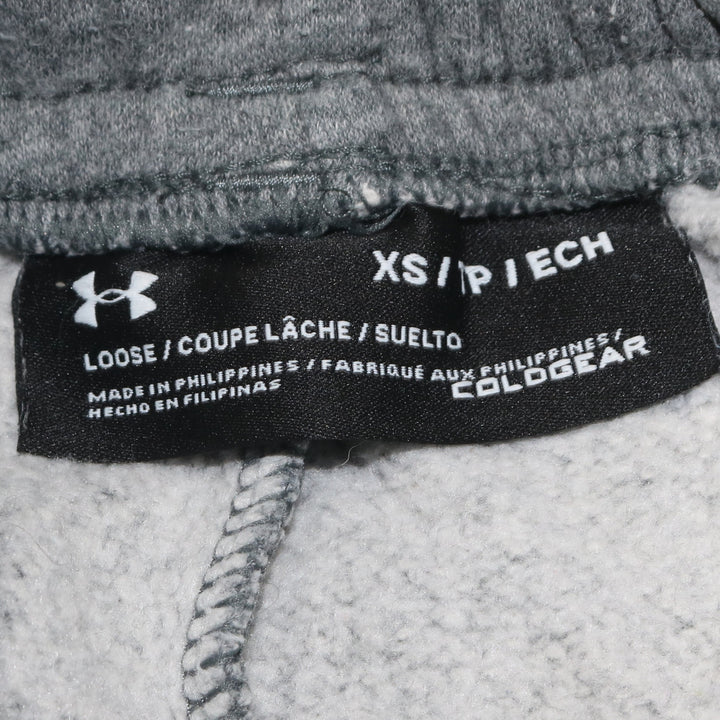 XS / TP / ECH
LOOSE / COUPE LÂCHE / SUELTO
MADE IN PHILIPPINES / FABRIQUÉ AUX PHILIPPINES /
HECHO EN FILIPINAS
COLDGEAR